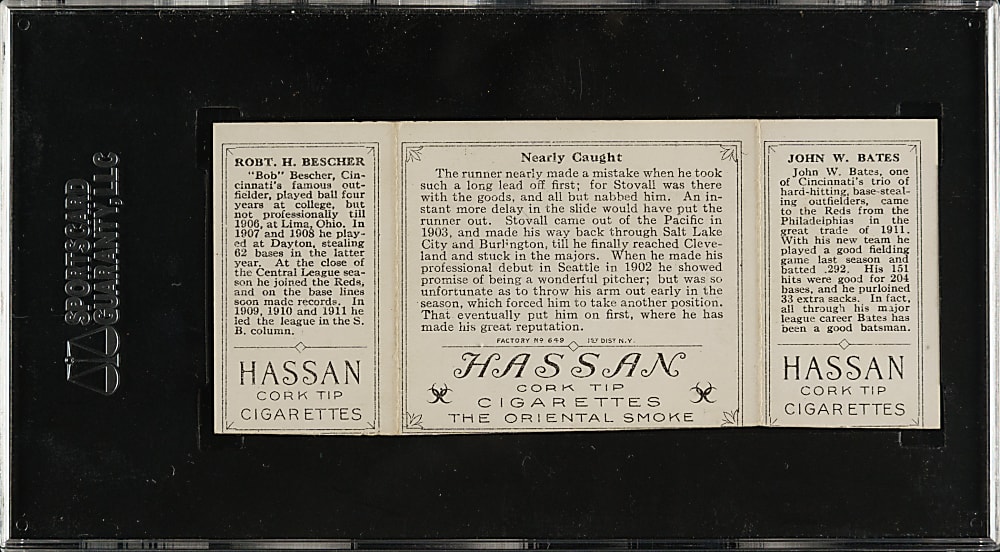 SPORTSCARD
GUARANTY, LLC
ROBT. H. BESCHER
"Bob" Bescher, Cin-
cinnati's famous out-
fielder, played ball four
years at college, but
not professionally till
1906, at Lima, Ohio. In
1907 and 1908 he play-
ed at Dayton, stealing
62 bases in the latter
year. At the close of
the Central League sea-
son he joined the Reds,
and on the base lines
soon made records. In
1909, 1910 and 1911 he
led the league in the S.
B. column.
HASSAN
CORK TIP
CIGARETTES
Nearly Caught
The runner nearly made a mistake when he took
such a long lead off first; for Stovall was there
with the goods, and all but nabbed him. An in-
stant more delay in the slide would have put the
runner out. Stovall came out of the Pacific in
1903, and made his way back through Salt Lake
City and Burlington, till he finally reached Cleve-
land and stuck in the majors. When he made his
professional debut in Seattle in 1902 he showed
promise of being a wonderful pitcher; but was so
unfortunate as to throw his arm out early in the
season, which forced him to take another position.
That eventually put him on first, where he has
made his great reputation.
FACTORY Nº 649 1ST DIST N.Y.
HASSAN
CORK TIP
CIGARETTES
THE ORIENTAL SMOKE
JOHN W. BATES
John W. Bates, one
of Cincinnati's trio of
hard-hitting, base-steal-
ing outfielders, came
to the Reds from the
Philadelphias in the
great trade of 1911.
With his new team he
played a good fielding
game last season and
batted .292. His 151
hits were good for 204
bases, and he purloined
33 extra sacks. In fact,
all through his major
league career Bates has
been a good batsman.
HASSAN
CORK TIP
CIGARETTES